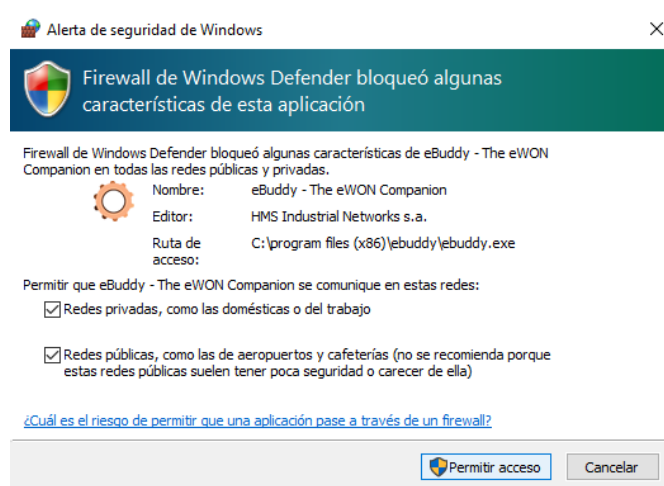 Alerta de seguridad de Windows
Firewall de Windows Defender bloqueó algunas
características de esta aplicación
Firewall de Windows Defender bloqueó algunas características de eBuddy - The eWON
Companion en todas las redes públicas y privadas.
Nombre: eBuddy - The eWON Companion
Editor: HMS Industrial Networks s.a.
Ruta de acceso: C:\program files (x86)\ebuddy\ebuddy.exe
Permitir que eBuddy - The eWON Companion se comunique en estas redes:
Redes privadas, como las domésticas o del trabajo
Redes públicas, como las de aeropuertos y cafeterías (no se recomienda porque
estas redes públicas suelen tener poca seguridad o carecer de ella)
¿Cuál es el riesgo de permitir que una aplicación pase a través de un firewall?
Permitir acceso Cancelar